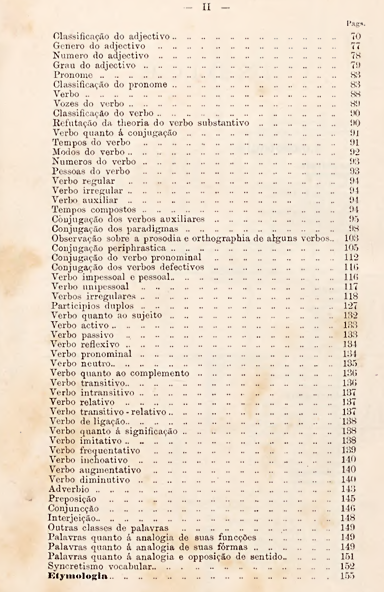 — II —
Pags.
Classificação do adjectivo .. 70
Genero do adjectivo .. 77
Numero do adjectivo .. 78
Grau do adjectivo .. 79
Pronome .. 83
Classificação do pronome .. 83
Verbo .. 88
Vozes do verbo .. 89
Classificação do verbo .. 90
Refutação da theoria do verbo substantivo .. 90
Verbo quanto á conjugação .. 91
Tempos do verbo .. 91
Modos do verbo .. 92
Numeros do verbo .. 93
Pessoas do verbo .. 93
Verbo regular .. 94
Verbo irregular .. 94
Verbo auxiliar .. 94
Tempos compostos .. 94
Conjugação dos verbos auxiliares .. 95
Conjugação dos paradigmas .. 98
Observação sobre a prosodia e orthographia de alguns verbos .. 103
Conjugação periphrastica .. 105
Conjugação do verbo pronominal .. 112
Conjugação dos verbos defectivos .. 116
Verbo impessoal e pessoal .. 116
Verbo unipessoal .. 117
Verbos irregulares .. 118
Participios duplos .. 127
Verbo quanto ao sujeito .. 132
Verbo activo .. 133
Verbo passivo .. 133
Verbo reflexivo .. 134
Verbo pronominal .. 134
Verbo neutro .. 135
Verbo quanto ao complemento .. 136
Verbo transitivo .. 136
Verbo intransitivo .. 137
Verbo relativo .. 137
Verbo transitivo-relativo .. 137
Verbo de ligação .. 138
Verbo quanto á significação .. 138
Verbo imitativo .. 138
Verbo frequentativo .. 139
Verbo inchoativo .. 140
Verbo augmentativo .. 140
Verbo diminutivo .. 140
Adverbio .. 143
Preposição .. 145
Conjuncção .. 146
Interjeição .. 148
Outras classes de palavras .. 149
Palavras quanto á analogia de suas funcções .. 149
Palavras quanto á analogia de suas fórmas .. 149
Palavras quanto á analogia e opposição de sentido .. 151
Syncretismo vocabular .. 152
Etymologia .. 155